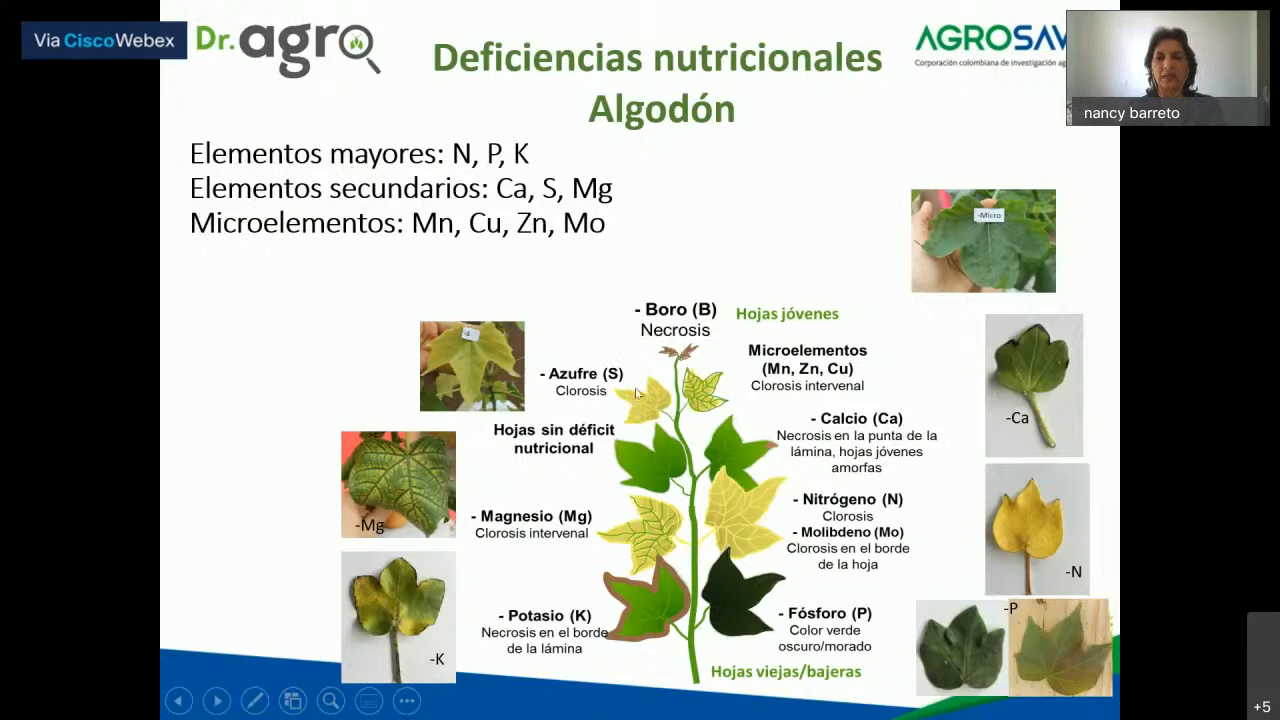 Via CiscoWebex
Dr.agro
Deficiencias nutricionales
Algodón
AGROSAV
Corporación colombiana de investigación ag
nancy barreto
Elementos mayores: N, P, K
Elementos secundarios: Ca, S, Mg
Microelementos: Mn, Cu, Zn, Mo
-Micro
- Boro (B)
Necrosis
Hojas jóvenes
-S
- Azufre (S)
Clorosis
Microelementos
(Mn, Zn, Cu)
Clorosis intervenal
-Ca
Hojas sin déficit
nutricional
- Calcio (Ca)
Necrosis en la punta de la
lámina, hojas jóvenes
amorfas
-Mg
- Magnesio (Mg)
Clorosis intervenal
- Nitrógeno (N)
Clorosis
- Molibdeno (Mo)
Clorosis en el borde
de la hoja
-N
-K
- Potasio (K)
Necrosis en el borde
de la lámina
- Fósforo (P)
Color verde
oscuro/morado
-P
Hojas viejas/bajeras
+5